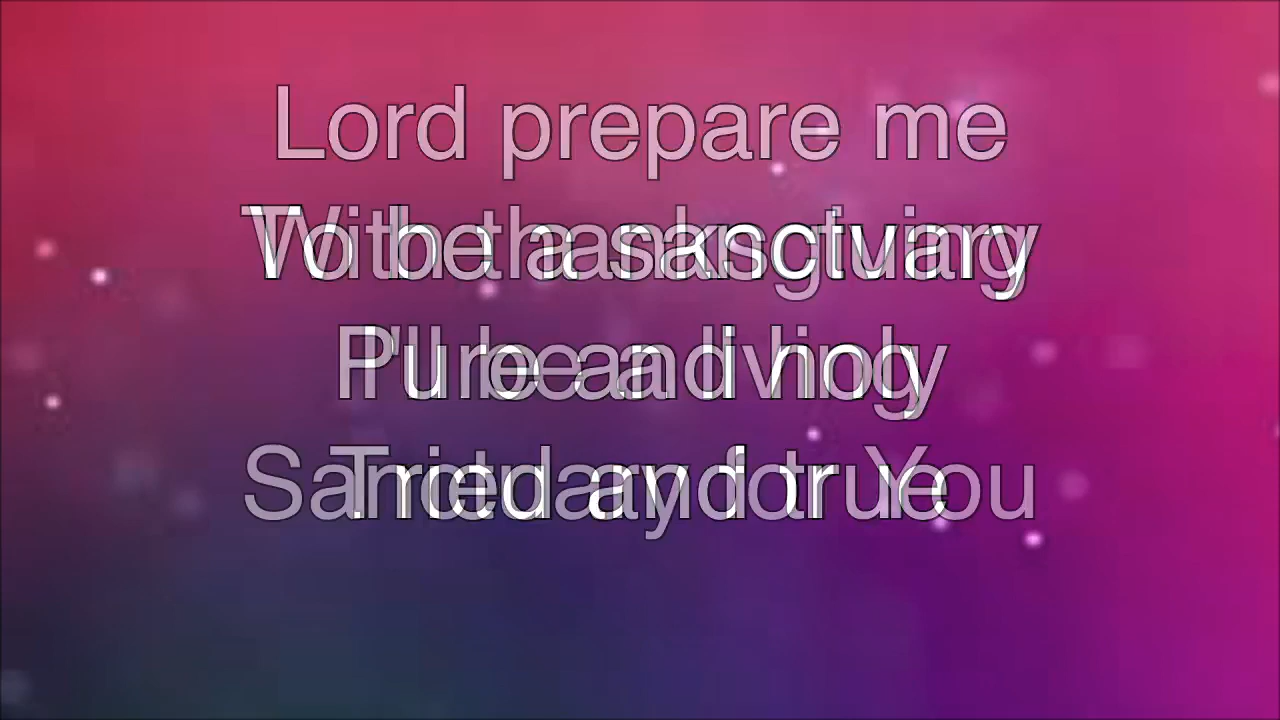 Lord prepare me
To be a sanctuary
With thanksgiving
Pure and holy
I'll be a living
Tried and true
Sanctuary for You